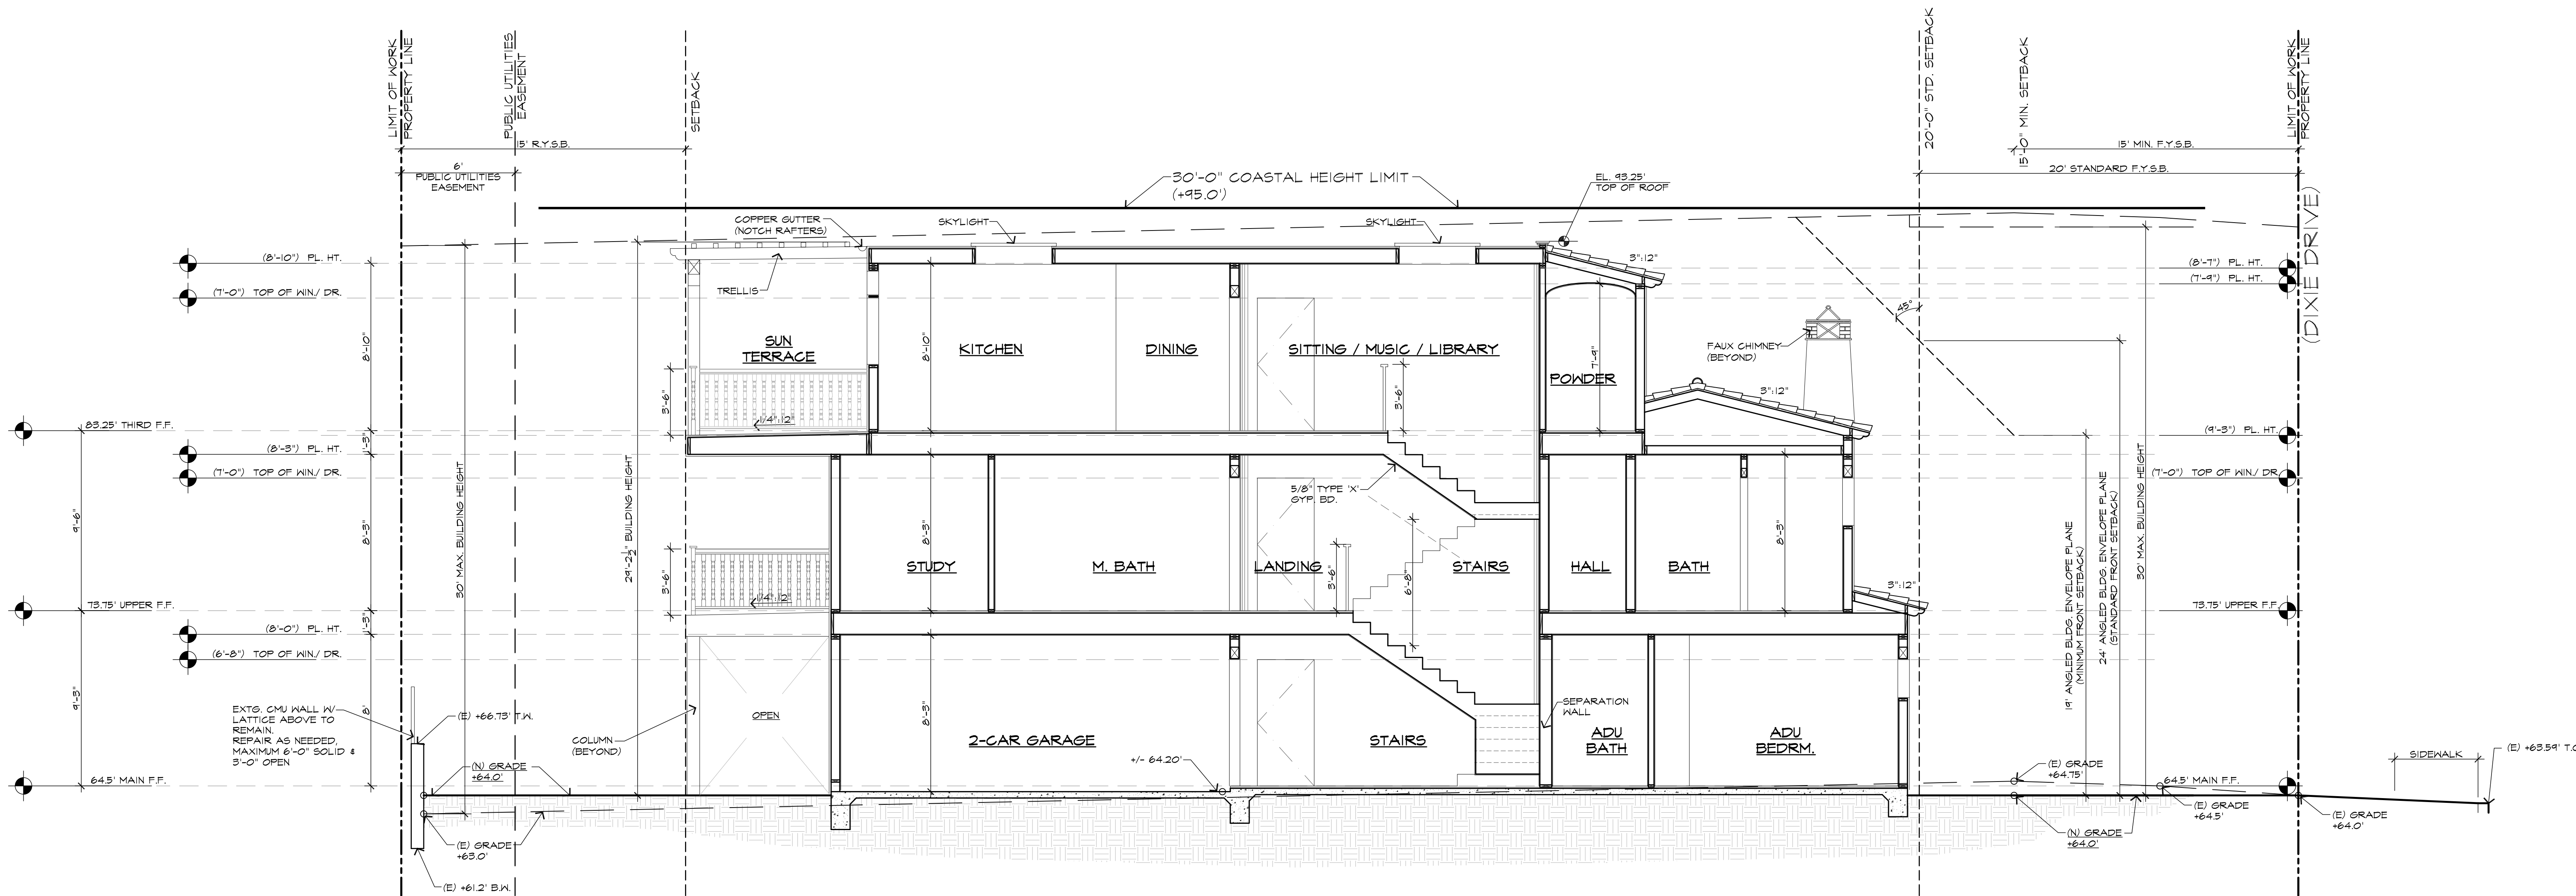 LIMIT OF WORK
PROPERTY LINE
PUBLIC UTILITIES
EASEMENT
SETBACK
20'-0" STD. SETBACK
15'-0" MIN. SETBACK
LIMIT OF WORK
PROPERTY LINE
(DIXIE DRIVE)
15' R.Y.S.B.
6'
PUBLIC UTILITIES
EASEMENT
15' MIN. F.Y.S.B.
20' STANDARD F.Y.S.B.
30'-0" COASTAL HEIGHT LIMIT
(+95.0')
EL. 93.25'
TOP OF ROOF
COPPER GUTTER
(NOTCH RAFTERS)
SKYLIGHT
SKYLIGHT
TRELLIS
3":12"
45°
(8'-10") PL. HT.
(7'-0") TOP OF WIN./ DR.
83.25' THIRD F.F.
(8'-3") PL. HT.
(7'-0") TOP OF WIN./ DR.
73.75' UPPER F.F.
(8'-0") PL. HT.
(6'-8") TOP OF WIN./ DR.
64.5' MAIN F.F.
9'-6"
9'-3"
8'-10"
1'-3"
8'-3"
1'-3"
8'
30' MAX. BUILDING HEIGHT
29'-2 1/2" BUILDING HEIGHT
SUN
TERRACE
KITCHEN
DINING
SITTING / MUSIC / LIBRARY
POWDER
8'-10"
7'-9"
3'-6"
3'-6"
1/4":12"
FAUX CHIMNEY
(BEYOND)
3":12"
5/8" TYPE 'X'
GYP. BD.
STUDY
M. BATH
LANDING
STAIRS
HALL
BATH
8'-3"
3'-6"
3'-6"
6'-8"
8'-3"
1/4":12"
3":12"
OPEN
COLUMN
(BEYOND)
2-CAR GARAGE
STAIRS
SEPARATION
WALL
ADU
BATH
ADU
BEDRM.
8'-3"
+/- 64.20'
EXTG. CMU WALL W/
LATTICE ABOVE TO
REMAIN.
REPAIR AS NEEDED,
MAXIMUM 6'-0" SOLID &
3'-0" OPEN
(E) +66.73' T.W.
(N) GRADE
+64.0'
(E) GRADE
+63.0'
(E) +61.2' B.W.
(8'-7") PL. HT.
(7'-9") PL. HT.
(9'-3") PL. HT.
(7'-0") TOP OF WIN./ DR.
73.75' UPPER F.F.
64.5' MAIN F.F.
19' ANGLED BLDG. ENVELOPE PLANE
(MINIMUM FRONT SETBACK)
24' ANGLED BLDG. ENVELOPE PLANE
(STANDARD FRONT SETBACK)
30' MAX. BUILDING HEIGHT
(E) GRADE
+64.75'
(E) GRADE
+64.5'
(N) GRADE
+64.0'
(E) GRADE
+64.0'
SIDEWALK
(E) +63.59'